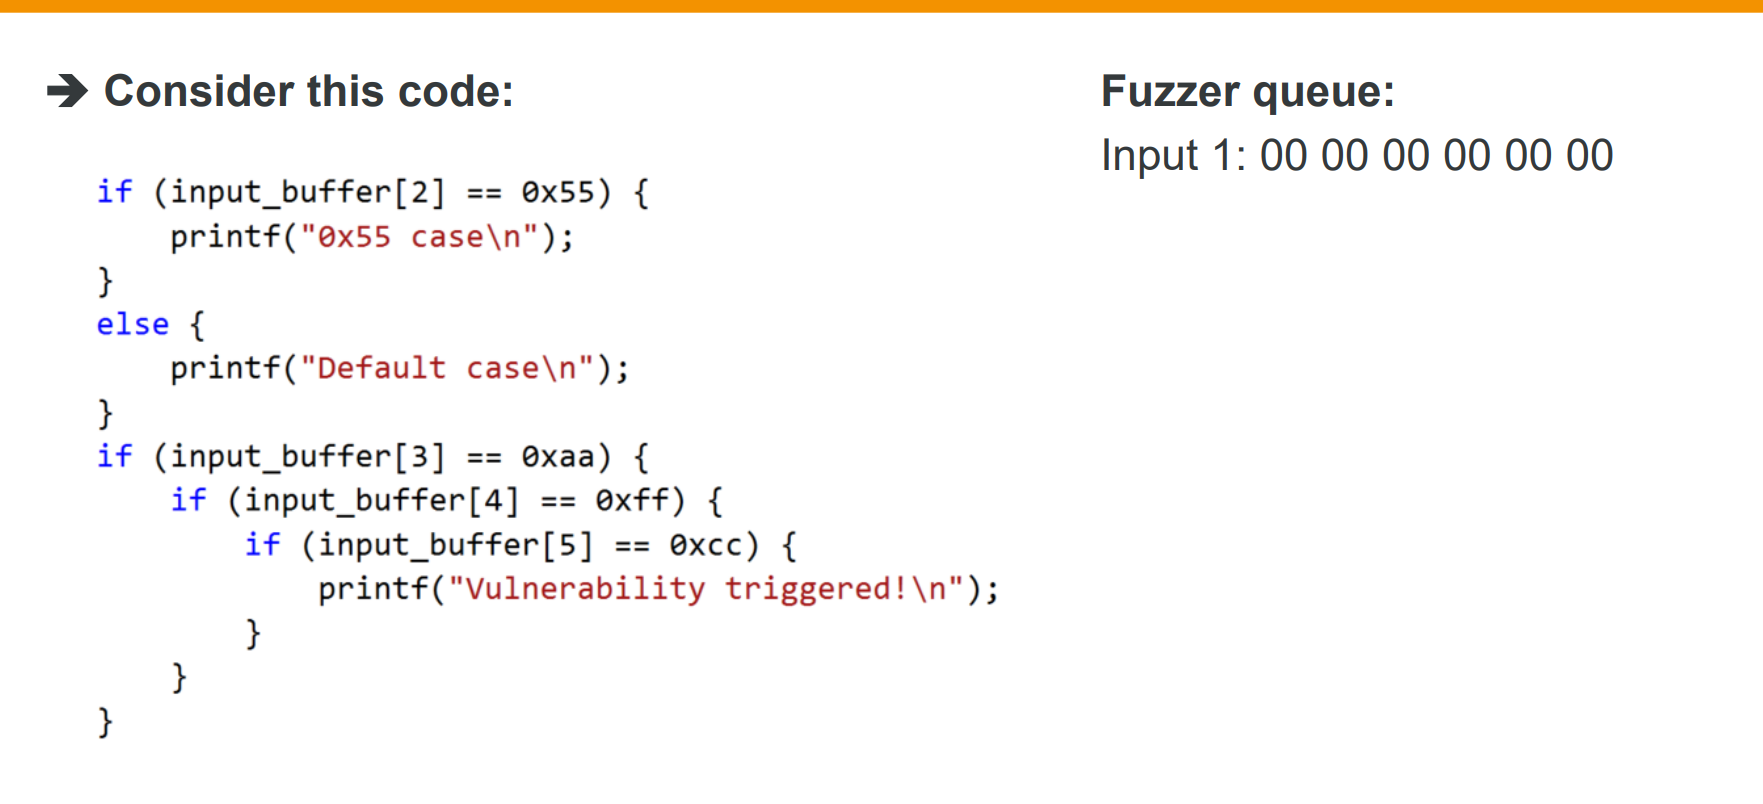 ➔ Consider this code:
if (input_buffer[2] == 0x55) {
    printf("0x55 case\n");
}
else {
    printf("Default case\n");
}
if (input_buffer[3] == 0xaa) {
    if (input_buffer[4] == 0xff) {
        if (input_buffer[5] == 0xcc) {
            printf("Vulnerability triggered!\n");
        }
    }
}
Fuzzer queue:
Input 1: 00 00 00 00 00 00